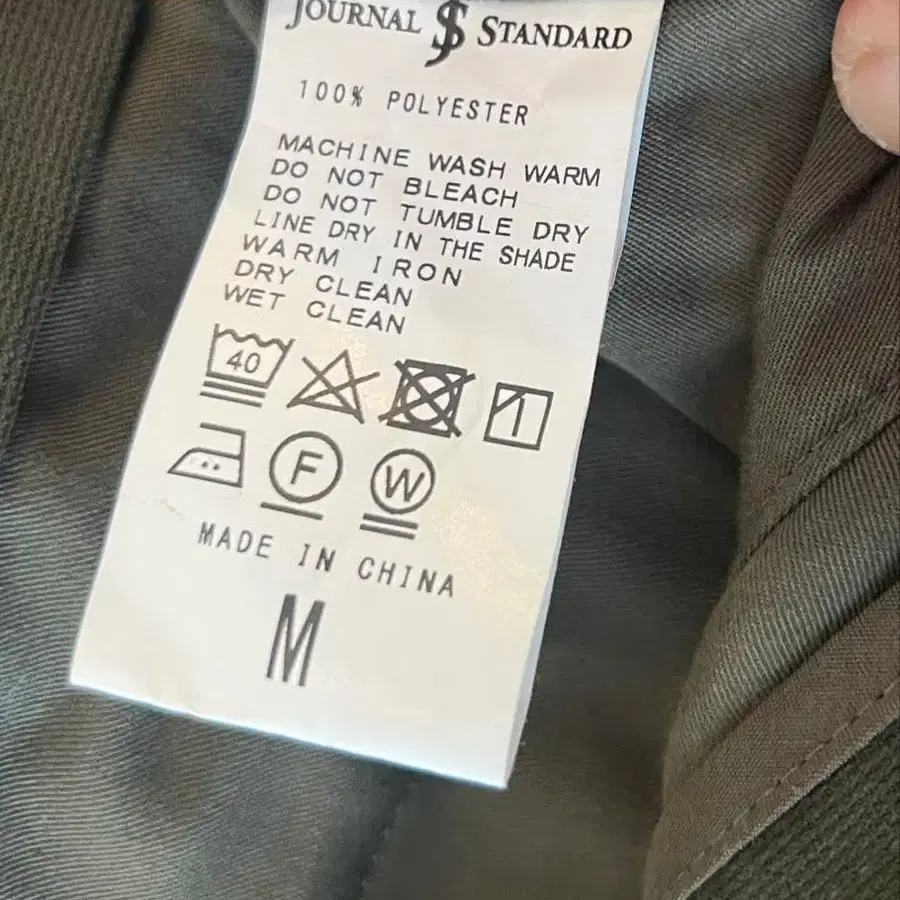 JOURNAL JS STANDARD
100% POLYESTER
MACHINE WASH WARM
DO NOT BLEACH
DO NOT TUMBLE DRY
LINE DRY IN THE SHADE
WARM IRON
DRY CLEAN
WET CLEAN
40
F W
MADE IN CHINA
M